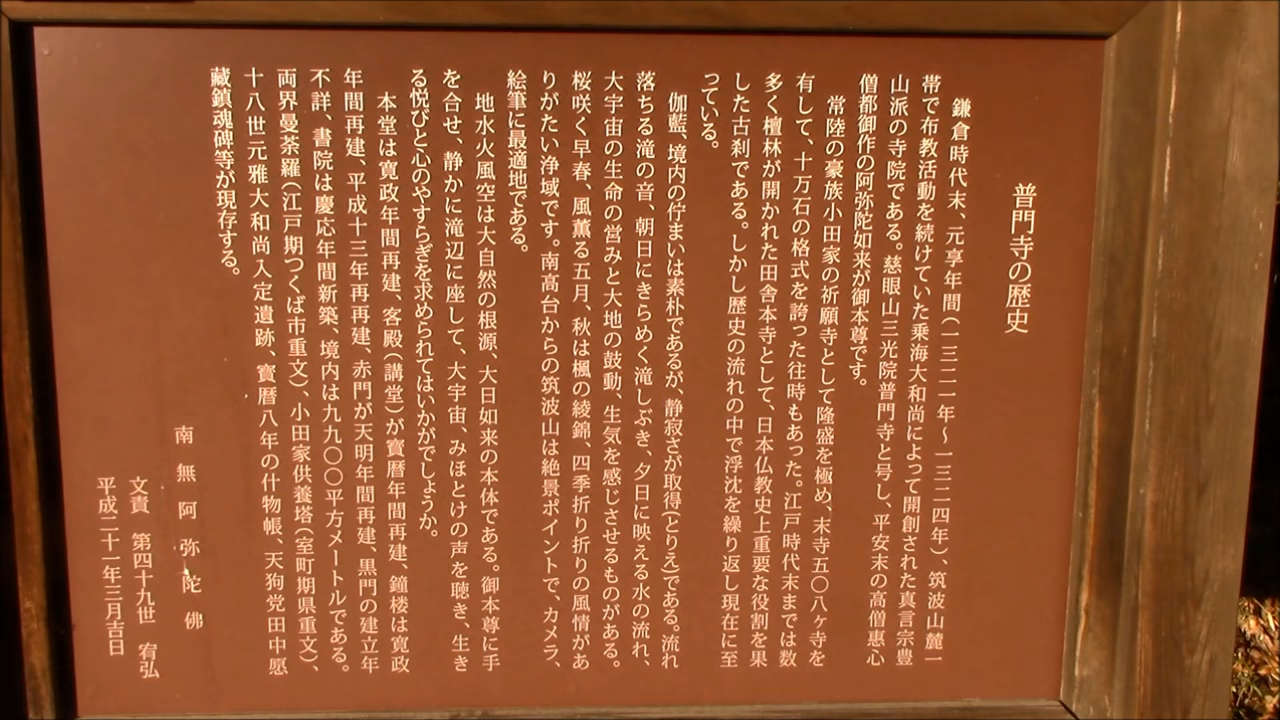 普門寺の歴史
鎌倉時代末、元享年間(一三二一年～一三二四年)、筑波山麓一
帯で布教活動を続けていた乗海大和尚によって開創された真言宗豊
山派の寺院である。慈眼山三光院普門寺と号し、平安末の高僧惠心
僧都御作の阿弥陀如来が御本尊です。
常陸の豪族小田家の祈願寺として隆盛を極め、末寺五〇八ヶ寺を
有して、十万石の格式を誇った往時もあった。江戸時代末までは数
多く檀林が開かれた田舎本寺として、日本仏教史上重要な役割を果
した古刹である。しかし歴史の流れの中で浮沈を繰り返し現在に至
っている。
伽藍、境内の佇まいは素朴であるが、静寂さが取得(とりえ)である。流れ
落ちる滝の音、朝日にきらめく滝しぶき、夕日に映える水の流れ、
大宇宙の生命の営みと大地の鼓動、生気を感じさせるものがある。
桜咲く早春、風薫る五月、秋は楓の綾錦、四季折り折りの風情があ
りがたい浄域です。南高台からの筑波山は絶景ポイントで、カメラ、
絵筆に最適地である。
地水火風空は大自然の根源、大日如来の本体である。御本尊に手
を合せ、静かに滝辺に座して、大宇宙、みほとけの声を聴き、生き
る悦びと心のやすらぎを求められてはいかがでしょうか。
本堂は寛政年間再建、客殿(講堂)が寳暦年間再建、鐘楼は寛政
年間再建、平成十三年再再建、赤門が天明年間再建、黒門の建立年
不詳、書院は慶応年間新築、境内は九九〇〇平方メートルである。
両界曼荼羅(江戸期つくば市重文)、小田家供養塔(室町期県重文)、
十八世元雅大和尚入定遺跡、寳暦八年の什物帳、天狗党田中愿
藏鎮魂碑等が現存する。
南無阿弥陀佛
文責 第四十九世 宥弘
平成二十一年三月吉日